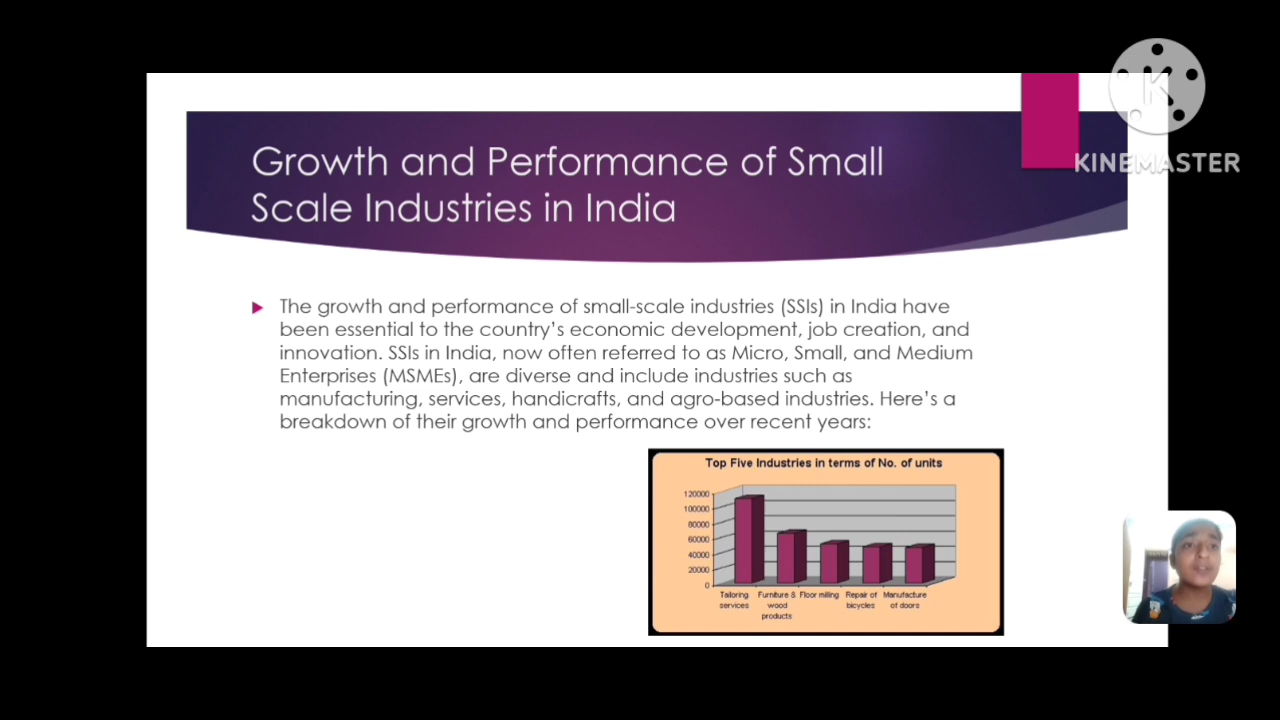 Growth and Performance of Small
Scale Industries in India
KINEMASTER
The growth and performance of small-scale industries (SSIs) in India have
been essential to the country's economic development, job creation, and
innovation. SSIs in India, now often referred to as Micro, Small, and Medium
Enterprises (MSMEs), are diverse and include industries such as
manufacturing, services, handicrafts, and agro-based industries. Here's a
breakdown of their growth and performance over recent years:
Top Five Industries in terms of No. of units
120000
100000
80000
60000
40000
20000
0
Tailoring services
Furniture & wood products
Floor milling
Repair of bicycles
Manufacture of doors